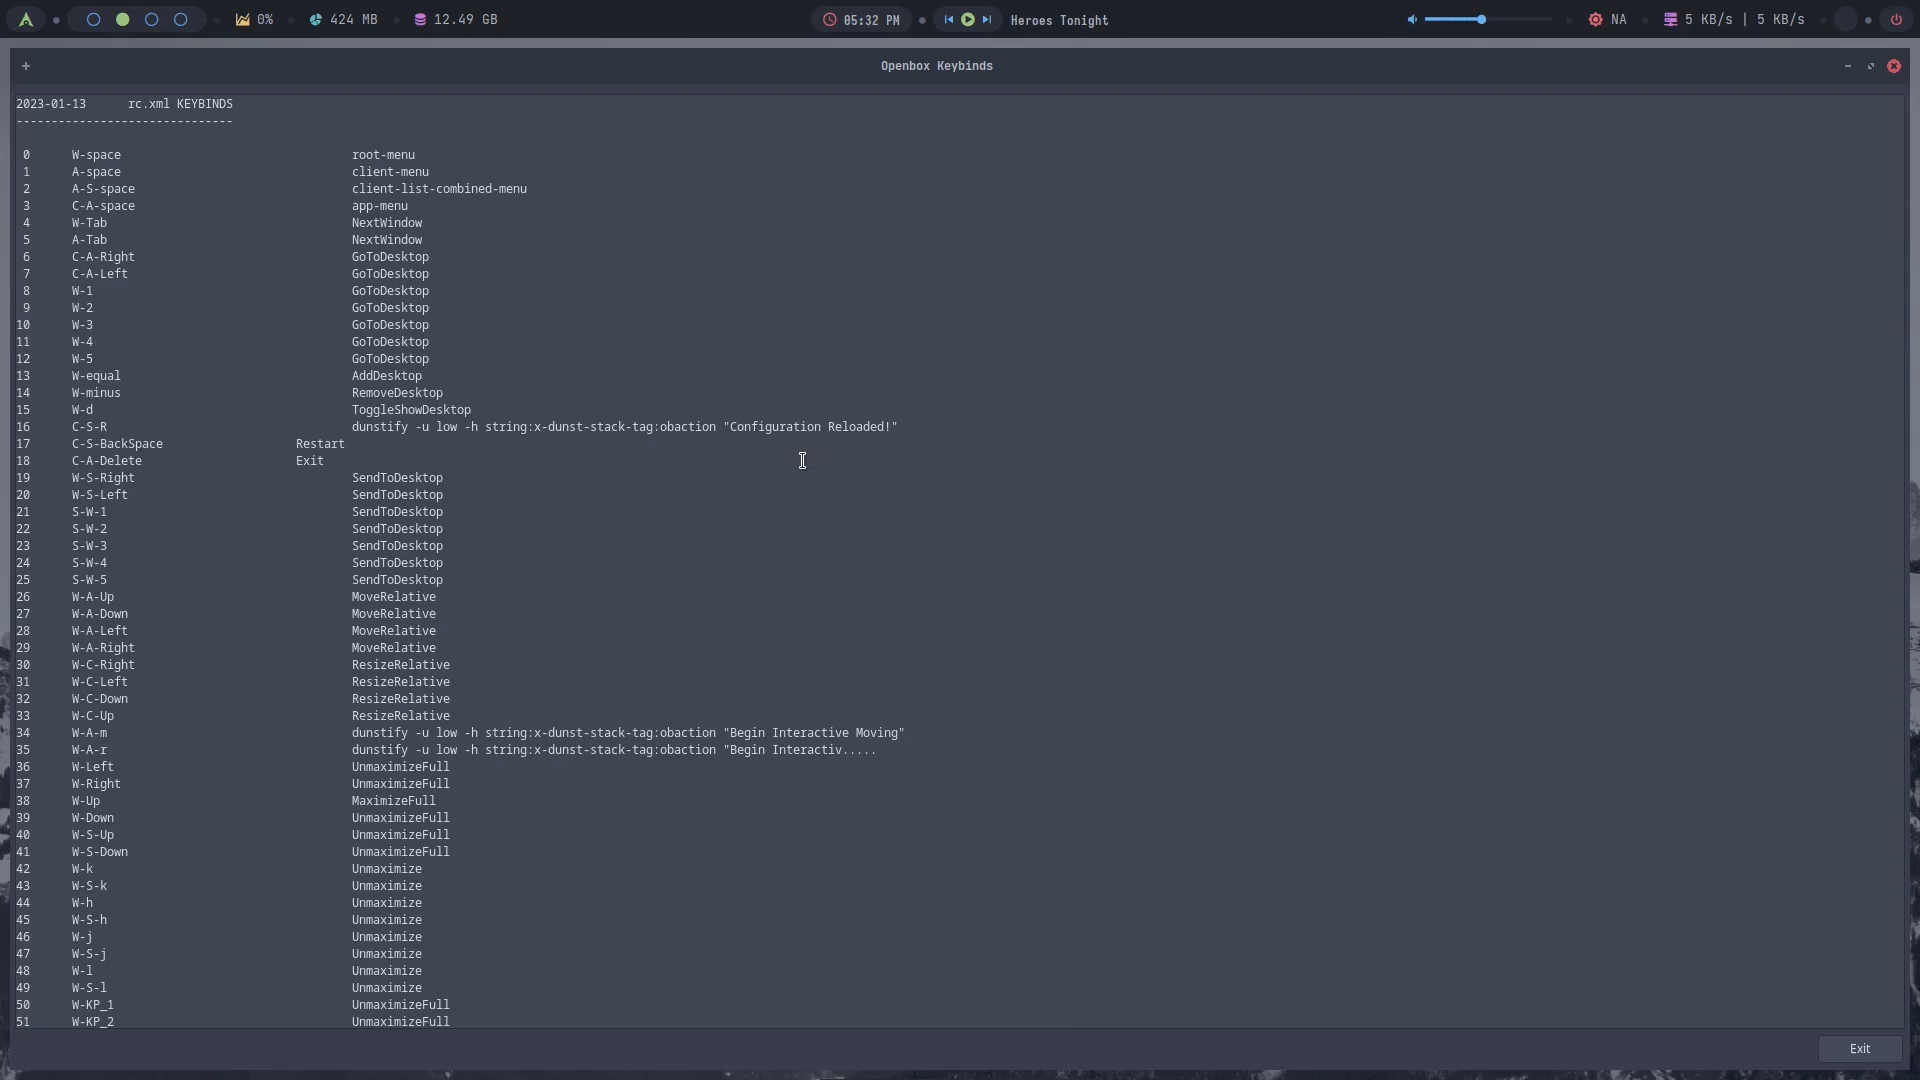 0% 424 MB 12.49 GB 05:32 PM Heroes Tonight NA 5 KB/s | 5 KB/s
+ Openbox Keybinds
2023-01-13 rc.xml KEYBINDS
-------------------------------
0 W-space root-menu
1 A-space client-menu
2 A-S-space client-list-combined-menu
3 C-A-space app-menu
4 W-Tab NextWindow
5 A-Tab NextWindow
6 C-A-Right GoToDesktop
7 C-A-Left GoToDesktop
8 W-1 GoToDesktop
9 W-2 GoToDesktop
10 W-3 GoToDesktop
11 W-4 GoToDesktop
12 W-5 GoToDesktop
13 W-equal AddDesktop
14 W-minus RemoveDesktop
15 W-d ToggleShowDesktop
16 C-S-R dunstify -u low -h string:x-dunst-stack-tag:obaction "Configuration Reloaded!"
17 C-S-BackSpace Restart
18 C-A-Delete Exit
19 W-S-Right SendToDesktop
20 W-S-Left SendToDesktop
21 S-W-1 SendToDesktop
22 S-W-2 SendToDesktop
23 S-W-3 SendToDesktop
24 S-W-4 SendToDesktop
25 S-W-5 SendToDesktop
26 W-A-Up MoveRelative
27 W-A-Down MoveRelative
28 W-A-Left MoveRelative
29 W-A-Right MoveRelative
30 W-C-Right ResizeRelative
31 W-C-Left ResizeRelative
32 W-C-Down ResizeRelative
33 W-C-Up ResizeRelative
34 W-A-m dunstify -u low -h string:x-dunst-stack-tag:obaction "Begin Interactive Moving"
35 W-A-r dunstify -u low -h string:x-dunst-stack-tag:obaction "Begin Interactiv.....
36 W-Left UnmaximizeFull
37 W-Right UnmaximizeFull
38 W-Up MaximizeFull
39 W-Down UnmaximizeFull
40 W-S-Up UnmaximizeFull
41 W-S-Down UnmaximizeFull
42 W-k Unmaximize
43 W-S-k Unmaximize
44 W-h Unmaximize
45 W-S-h Unmaximize
46 W-j Unmaximize
47 W-S-j Unmaximize
48 W-l Unmaximize
49 W-S-l Unmaximize
50 W-KP_1 UnmaximizeFull
51 W-KP_2 UnmaximizeFull
Exit